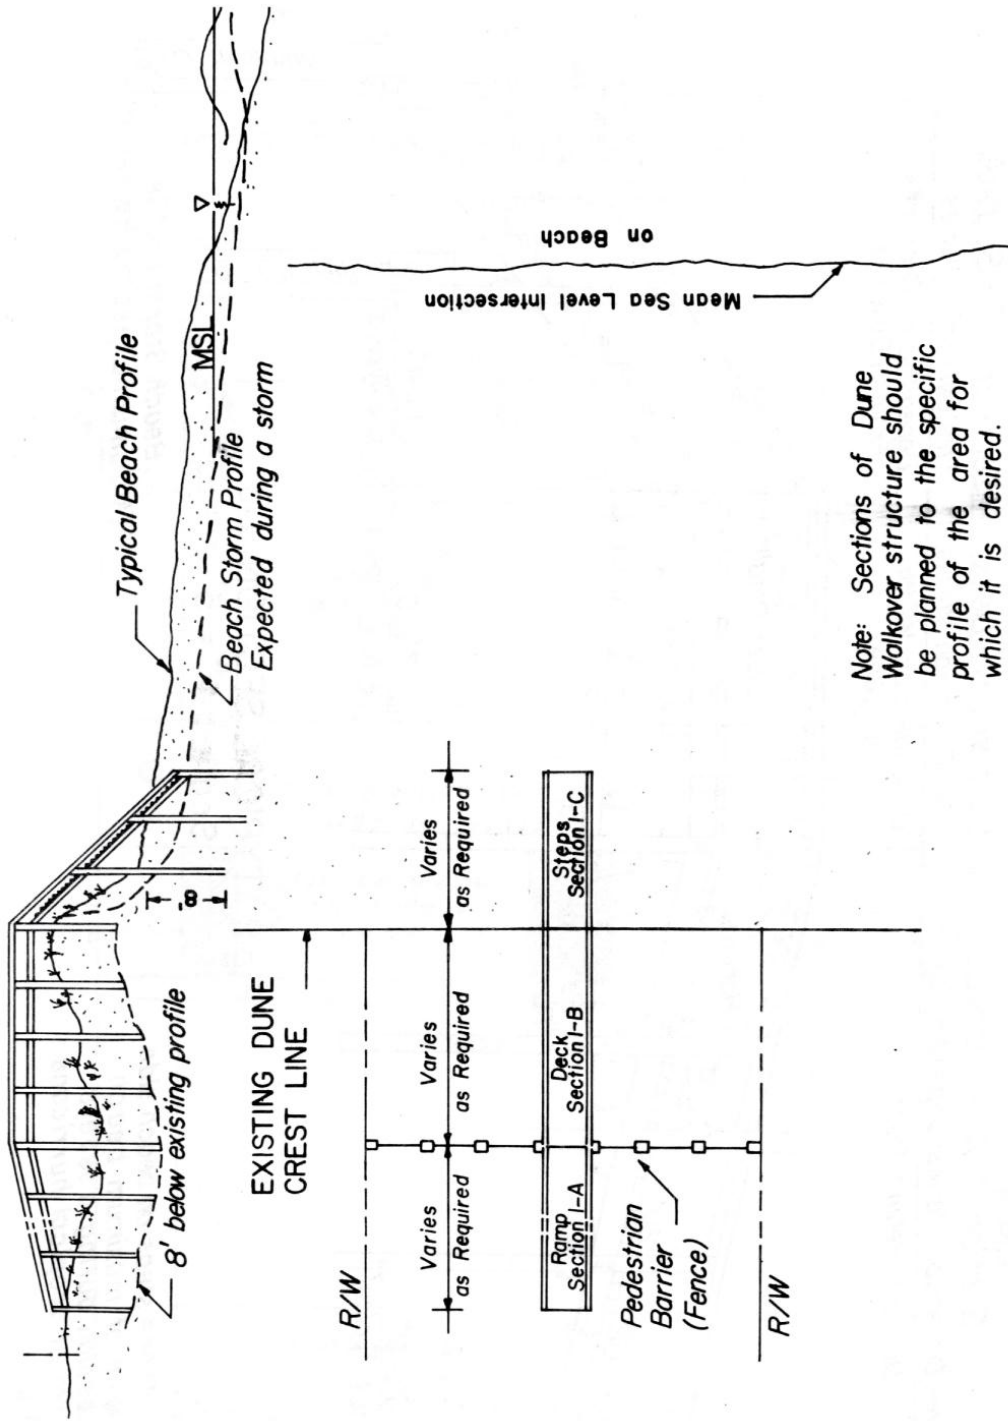 Typical Beach Profile
MSL
Beach Storm Profile
Expected during a storm
8'
8' below existing profile
EXISTING DUNE
CREST LINE
R/W
Varies
as Required
Varies
as Required
Varies
as Required
Ramp
Section I-A
Deck
Section I-B
Steps
Section I-C
Pedestrian
Barrier
(Fence)
R/W
Mean Sea Level Intersection
on Beach
Note: Sections of Dune
Walkover structure should
be planned to the specific
profile of the area for
which it is desired.